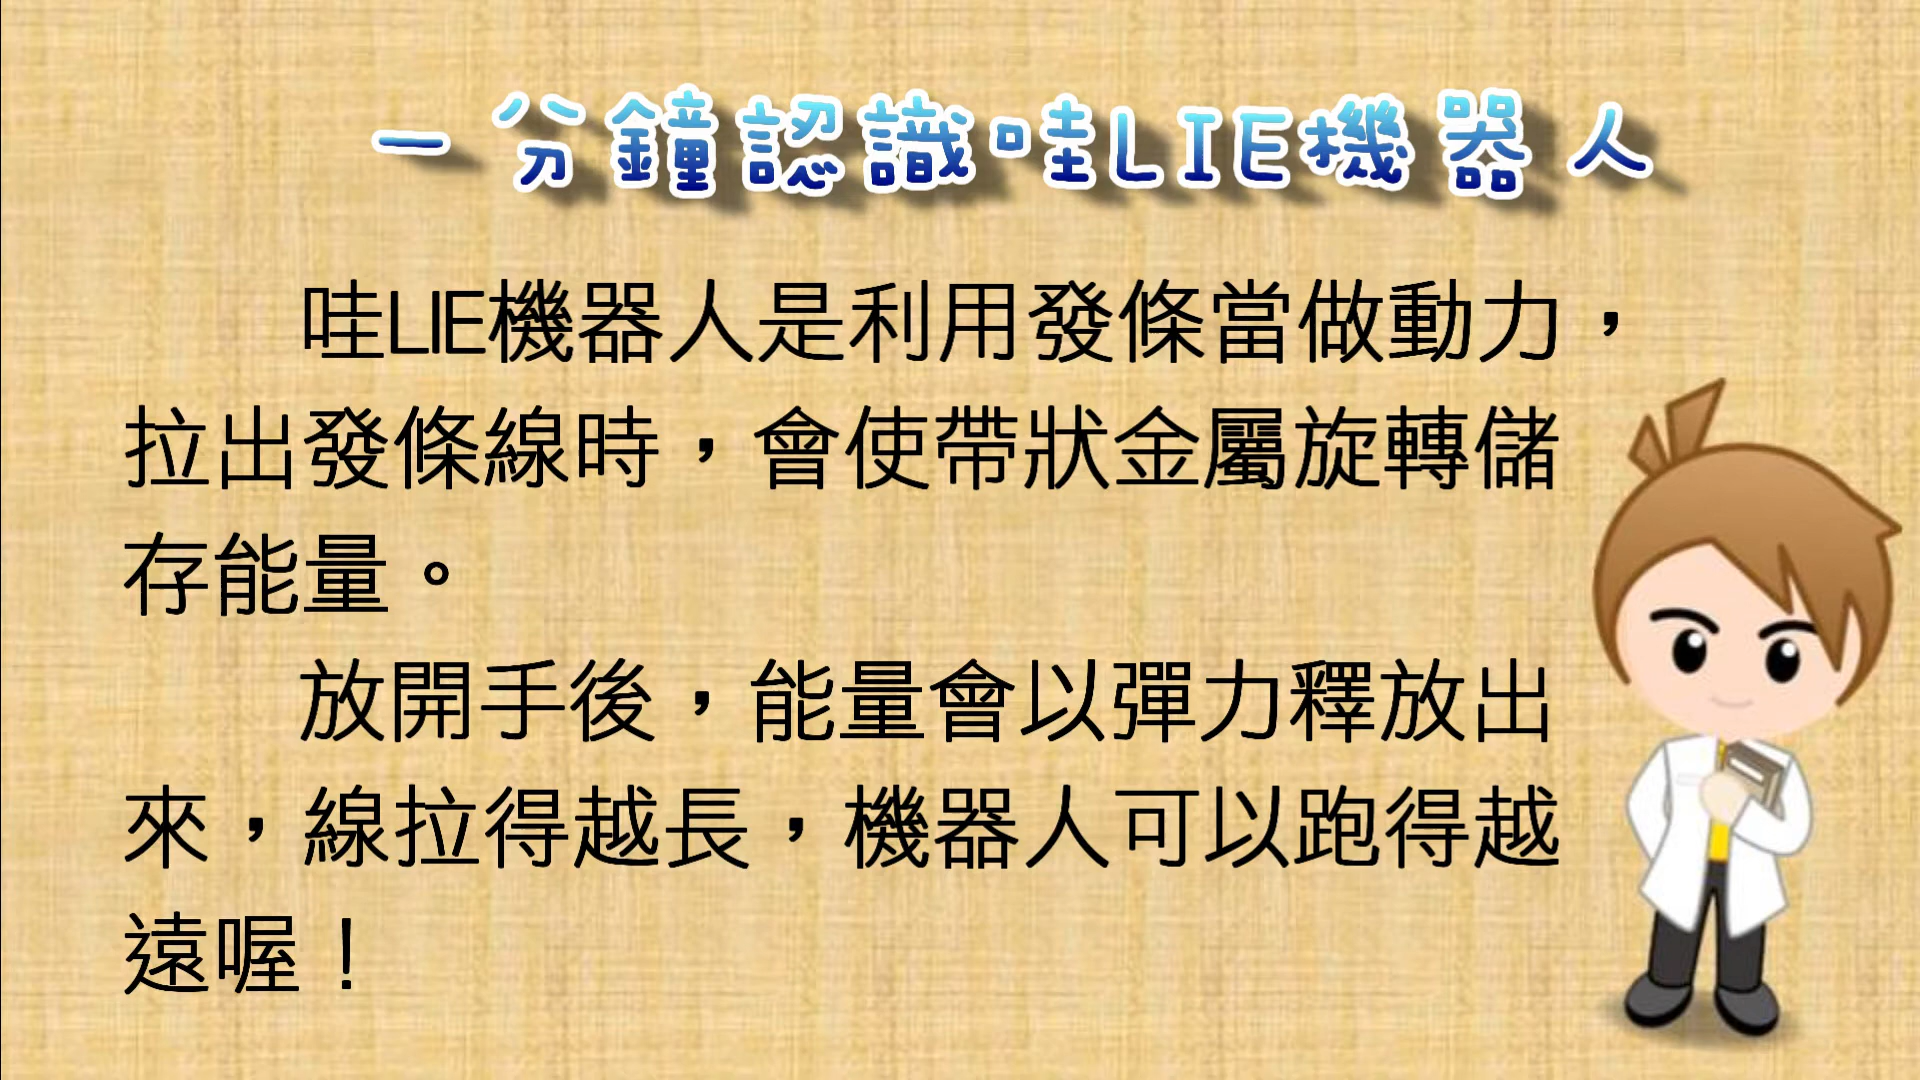 一分鐘認識哇LIE機器人
哇LIE機器人是利用發條當做動力，
拉出發條線時，會使帶狀金屬旋轉儲
存能量。
放開手後，能量會以彈力釋放出
來，線拉得越長，機器人可以跑得越
遠喔！